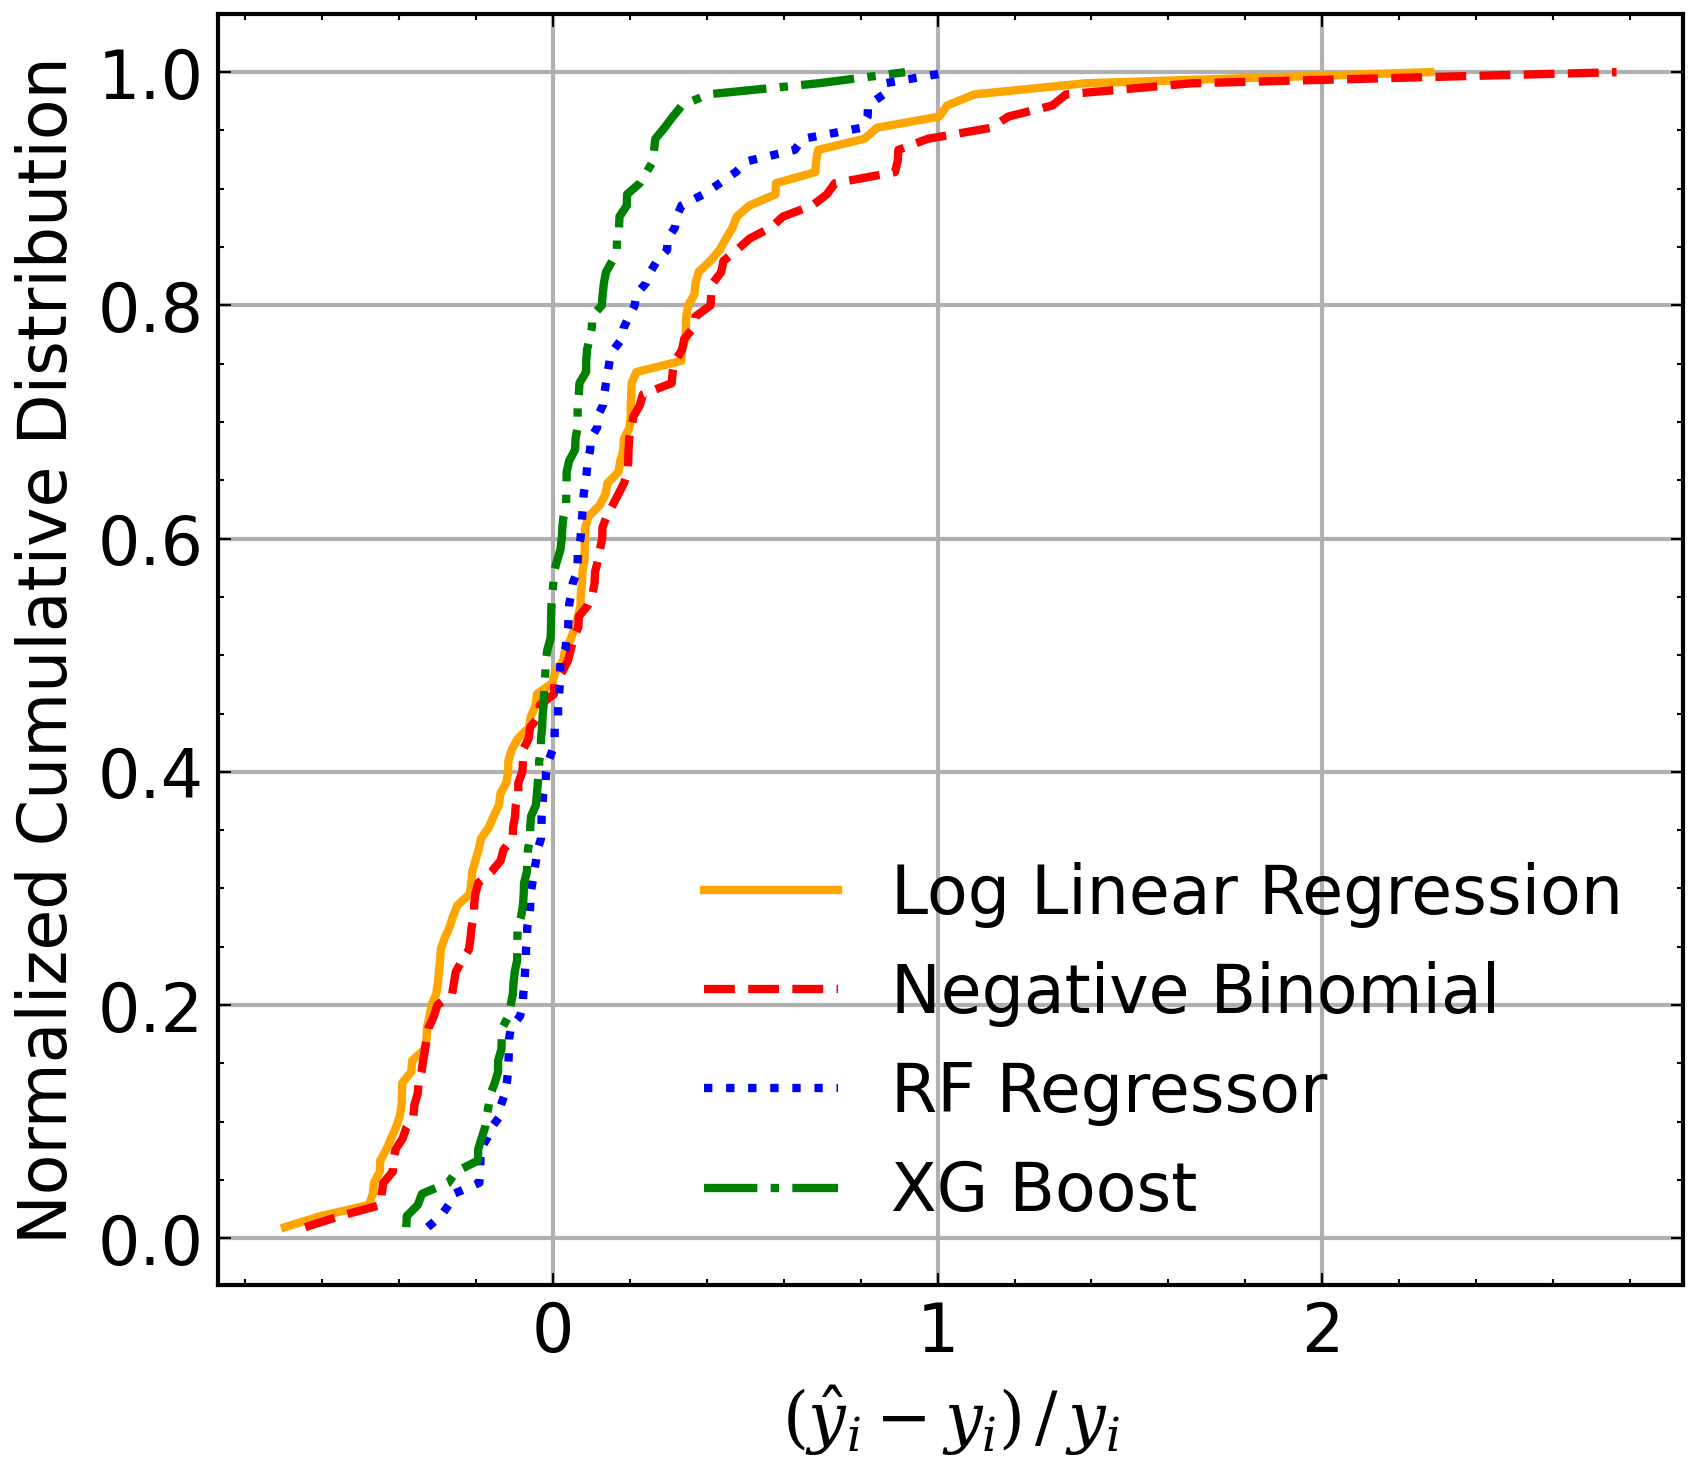 Normalized Cumulative Distribution
1.0
0.8
0.6
0.4
0.2
0.0
Log Linear Regression
Negative Binomial
RF Regressor
XG Boost
0 1 2
(ŷᵢ − yᵢ) / yᵢ